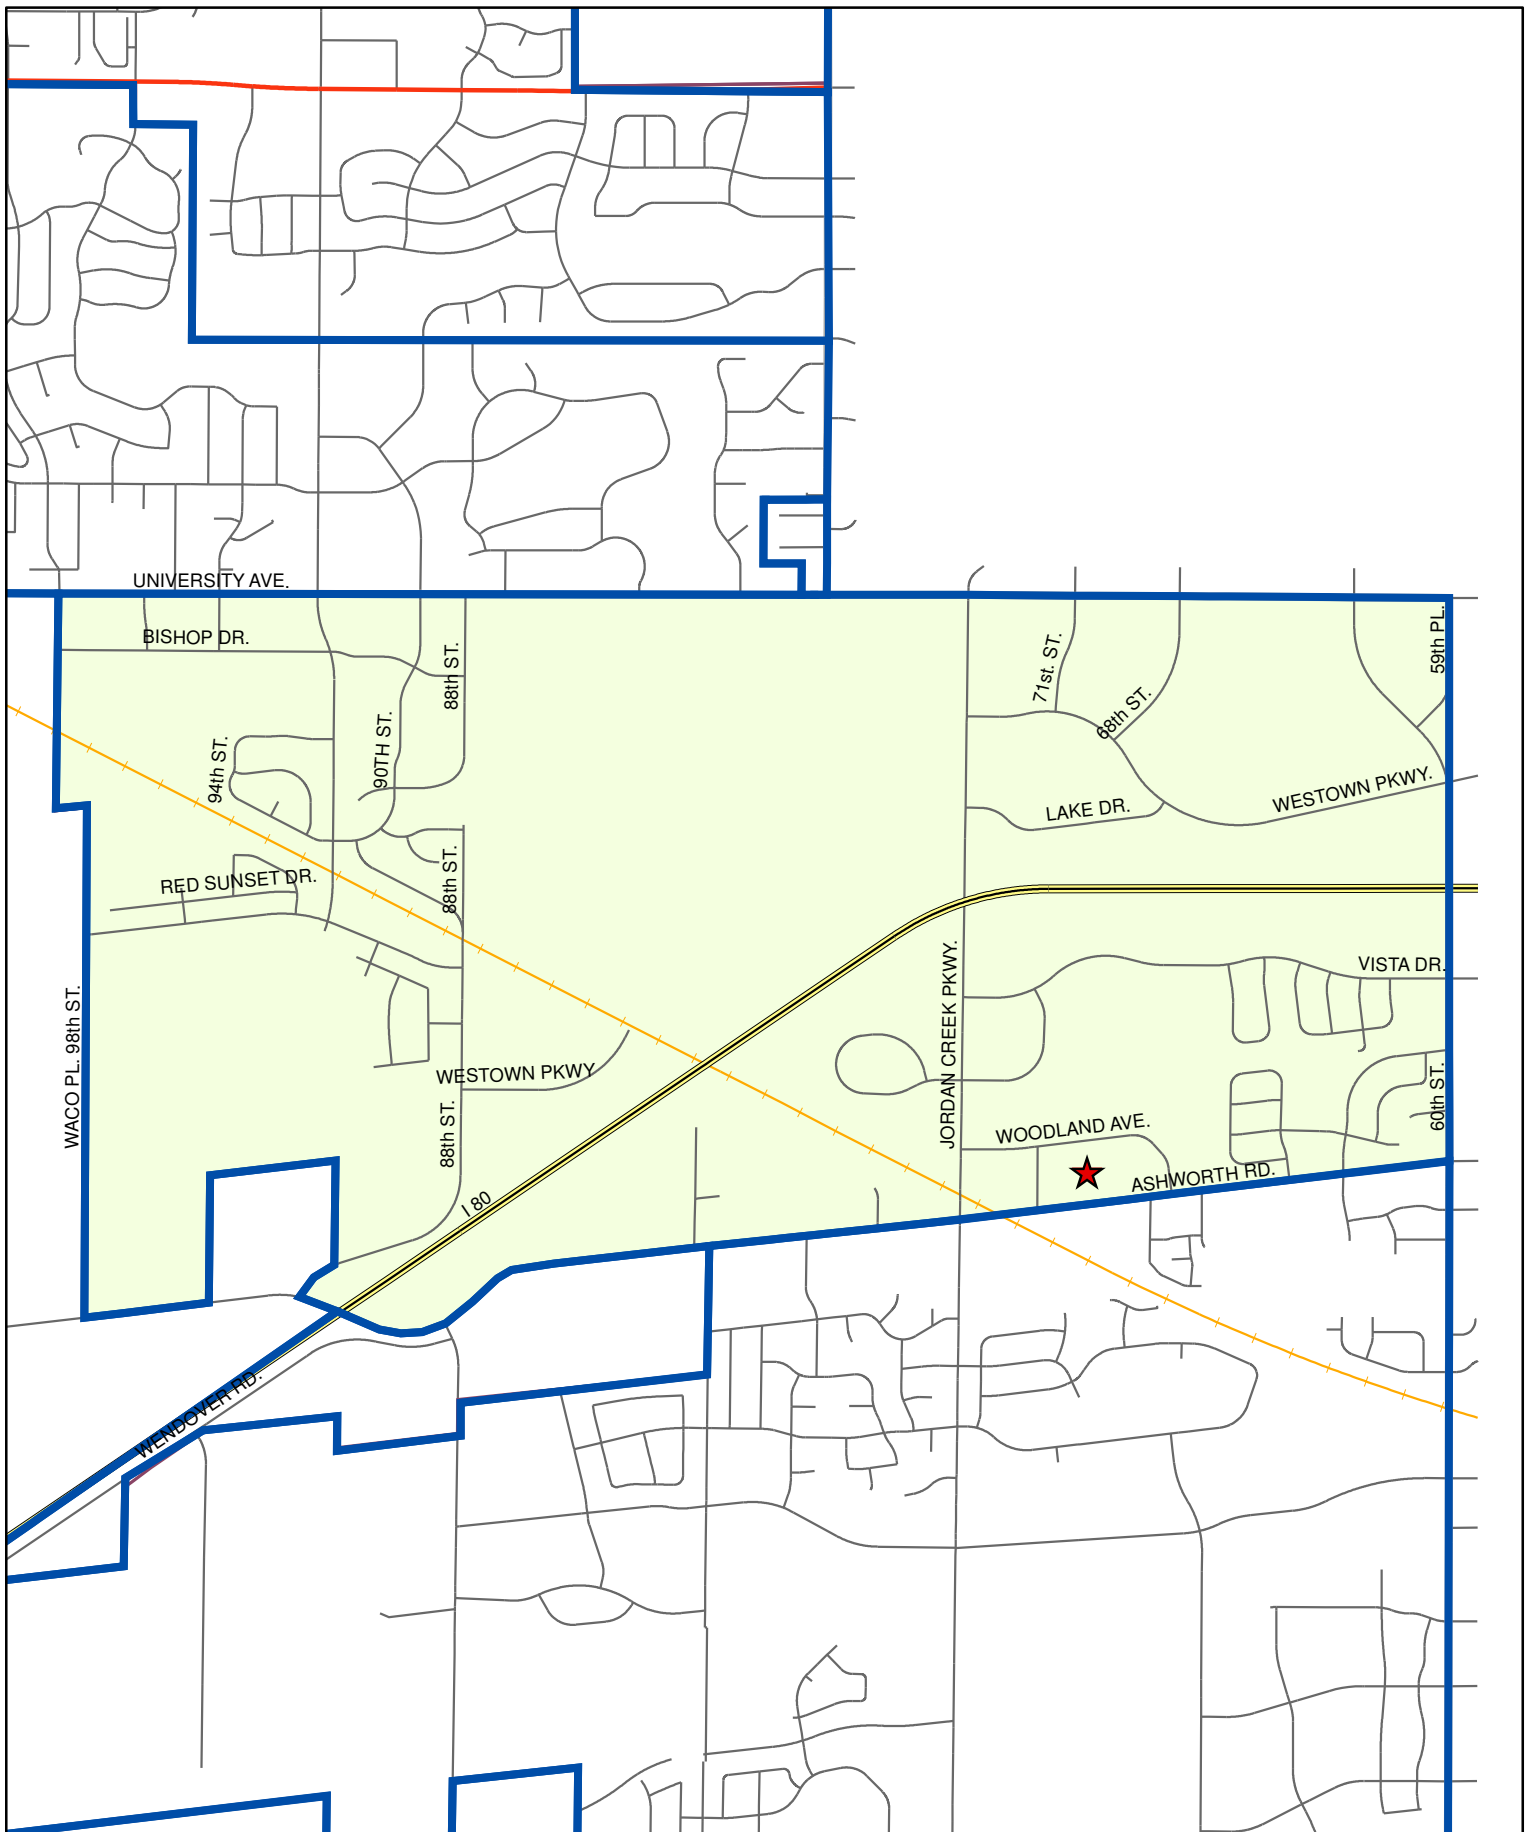 UNIVERSITY AVE.
BISHOP DR.
88th ST.
71st. ST.
59th PL.
68th ST.
94th ST.
90TH ST.
LAKE DR.
WESTOWN PKWY.
RED SUNSET DR.
88th ST.
VISTA DR.
WACO PL. 98th ST.
JORDAN CREEK PKWY.
WESTOWN PKWY
60th ST.
88th ST.
WOODLAND AVE.
ASHWORTH RD.
I 80
WENDOVER RD.